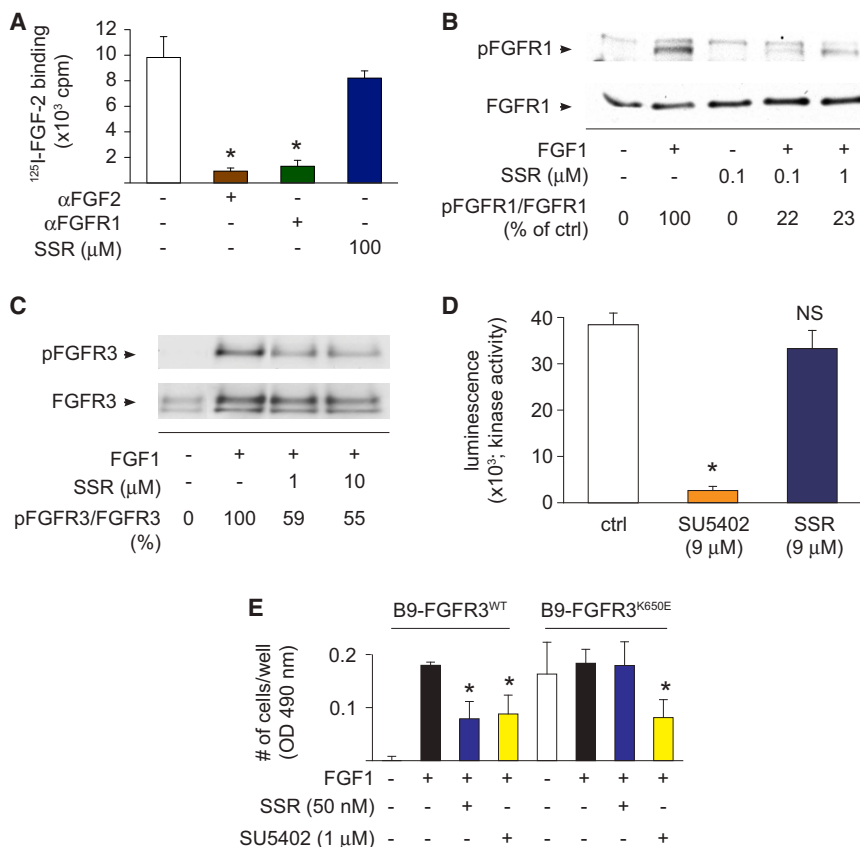 A
¹²⁵I-FGF-2 binding
(x10³ cpm)
12
10
8
6
4
2
*
*
- + - -
αFGF2
- - + -
αFGFR1
- - - 100
SSR (μM)
B
pFGFR1
FGFR1
FGF1 - + - + +
SSR (μM) - - 0.1 0.1 1
pFGFR1/FGFR1
(% of ctrl)
0 100 0 22 23
C
pFGFR3
FGFR3
FGF1 - + + +
SSR (μM) - - 1 10
pFGFR3/FGFR3
(%)
0 100 59 55
D
luminescence
(x10³; kinase activity)
40
30
20
10
0
*
NS
ctrl
SU5402
(9 μM)
SSR
(9 μM)
E
B9-FGFR3ᵂᵀ
B9-FGFR3ᴷ⁶⁵⁰ᴱ
# of cells/well
(OD 490 nm)
0.2
0.1
*
*
*
FGF1 - + + + - + + +
SSR (50 nM) - - + - - - + -
SU5402 (1 μM) - - - + - - - +